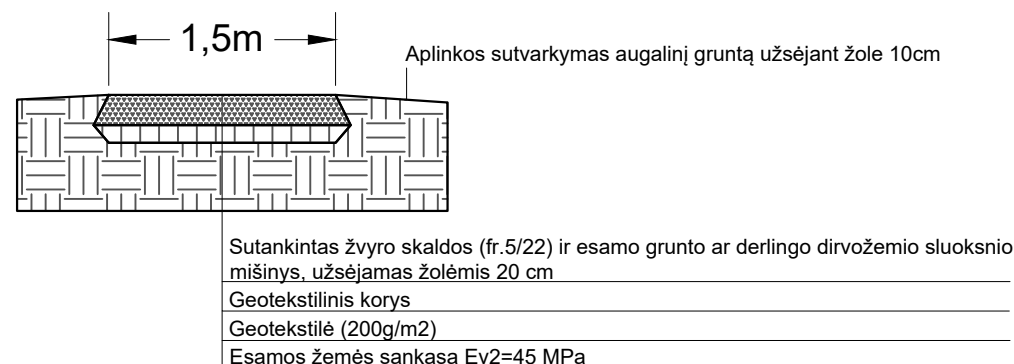 1,5m
Aplinkos sutvarkymas augalinį gruntą užsėjant žole 10cm
Sutankintas žvyro skaldos (fr.5/22) ir esamo grunto ar derlingo dirvožemio sluoksnio
mišinys, užsėjamas žolėmis 20 cm
Geotekstilinis korys
Geotekstilė (200g/m2)
Esamos žemės sankasa Ev2=45 MPa